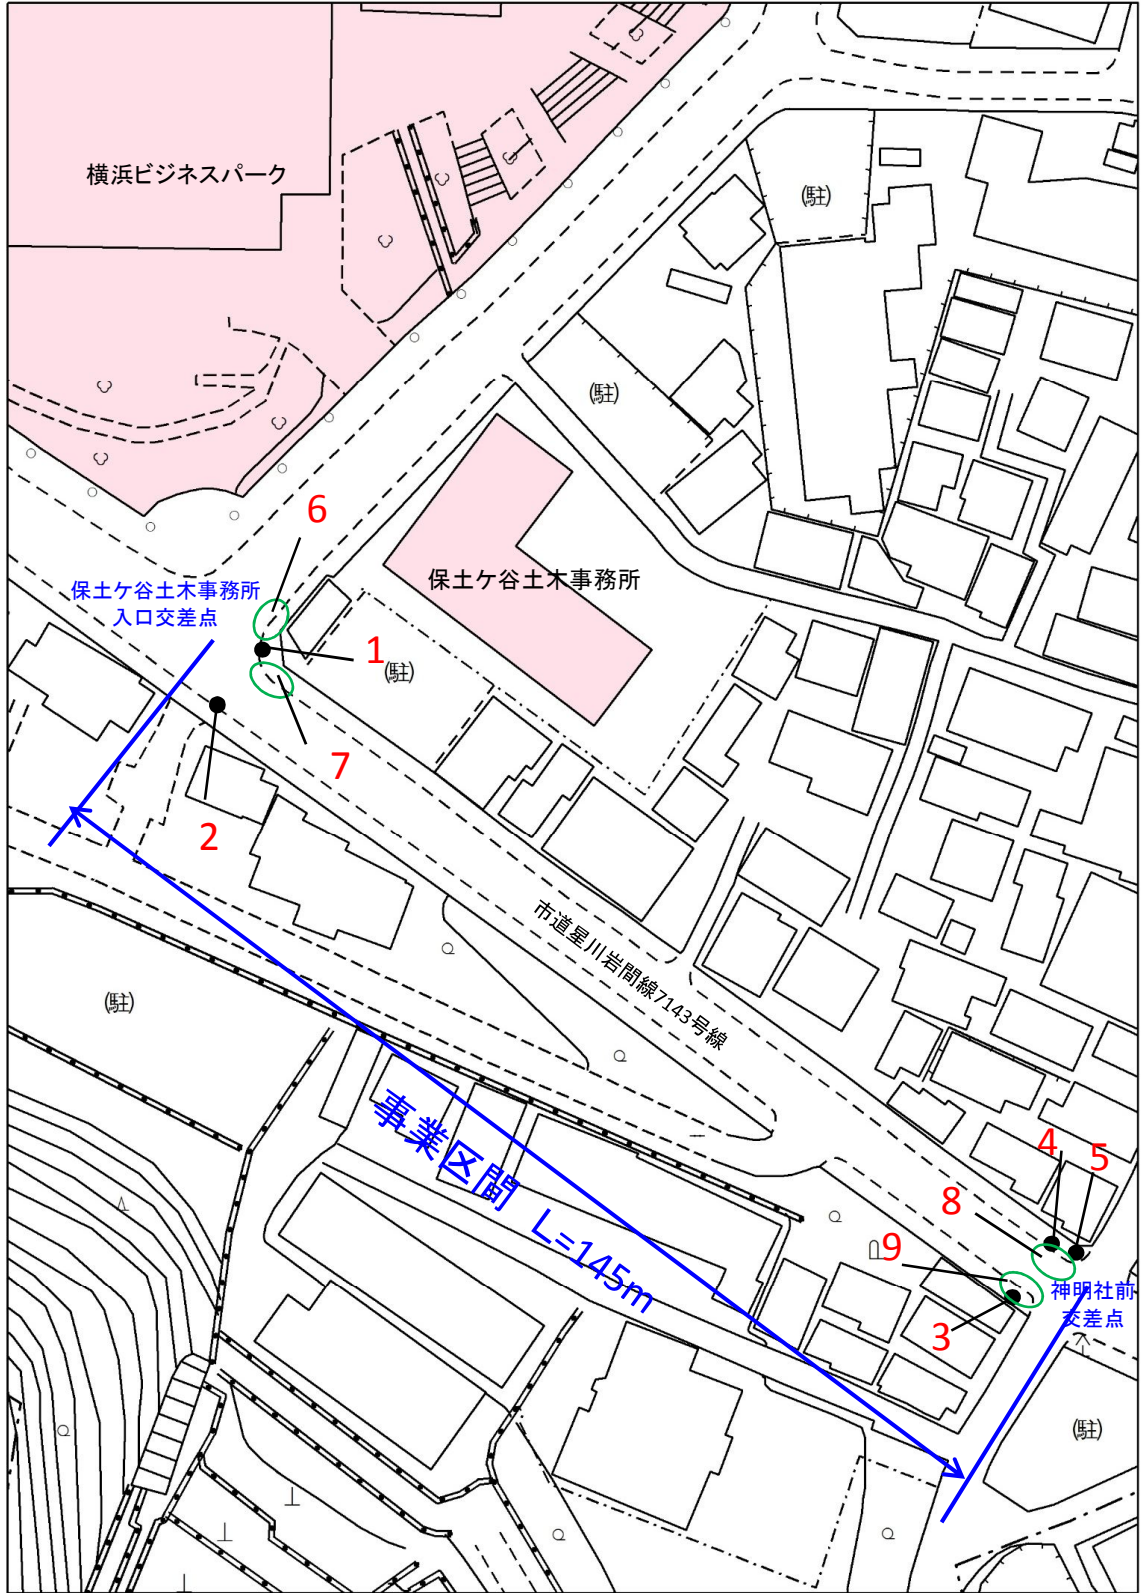 横浜ビジネスパーク
(駐)
(駐)
6
保土ケ谷土木事務所
保土ケ谷土木事務所
入口交差点
1
(駐)
7
2
市道星川岩間線7143号線
(駐)
事業区間 L=145m
4
5
8
9
神明社前
交差点
3
(駐)